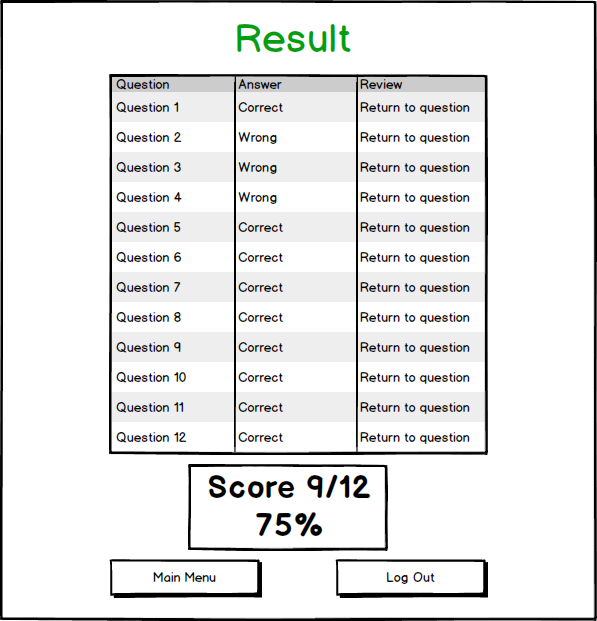 Result
Question Answer Review
Question 1 Correct Return to question
Question 2 Wrong Return to question
Question 3 Wrong Return to question
Question 4 Wrong Return to question
Question 5 Correct Return to question
Question 6 Correct Return to question
Question 7 Correct Return to question
Question 8 Correct Return to question
Question 9 Correct Return to question
Question 10 Correct Return to question
Question 11 Correct Return to question
Question 12 Correct Return to question
Score 9/12
75%
Main Menu Log Out